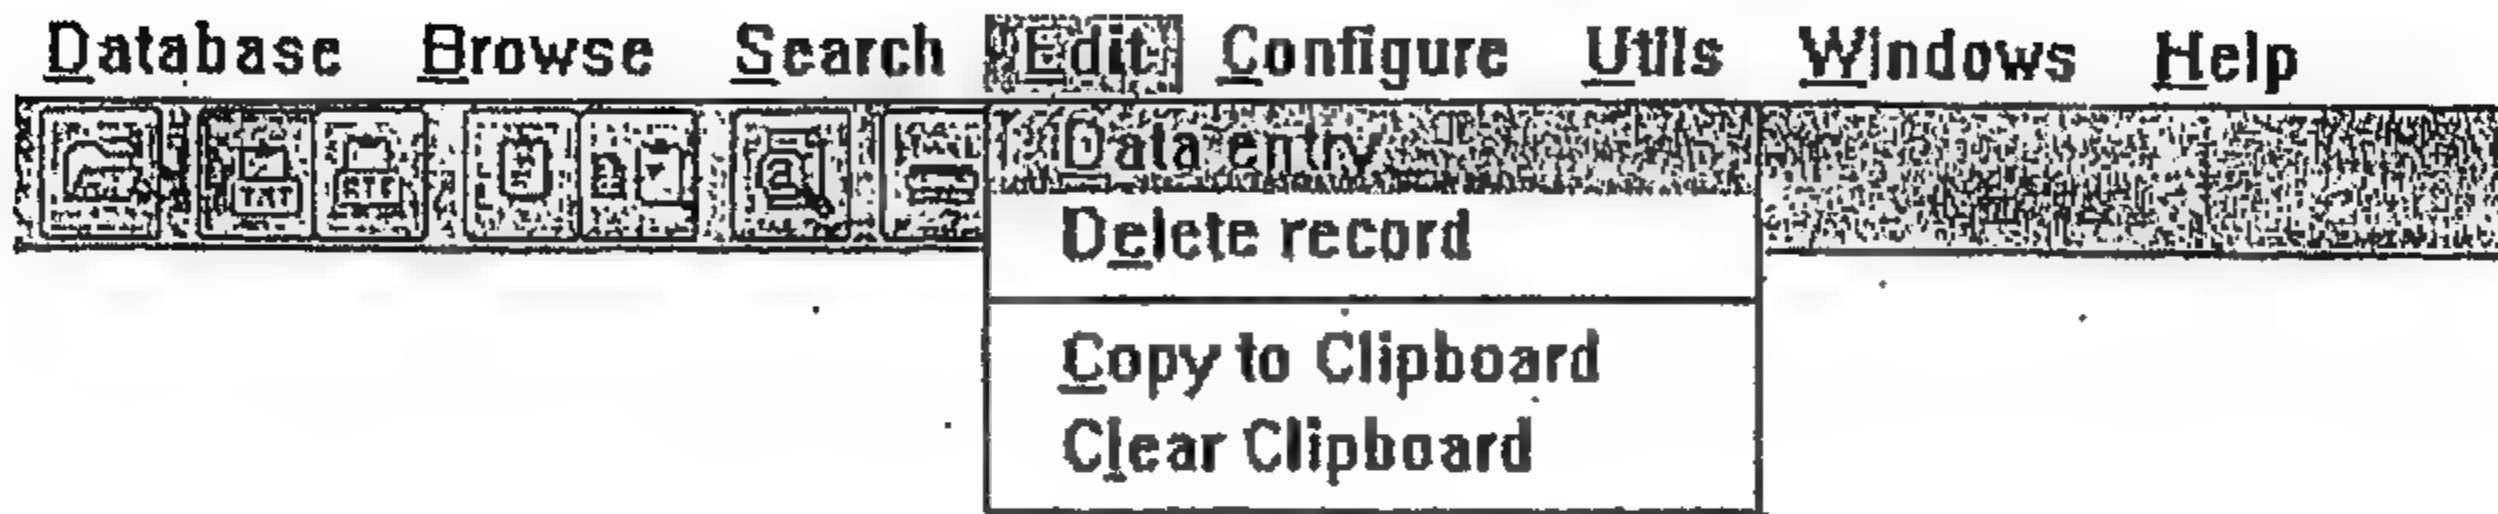 Database Browse Search Edit Configure Utils Windows Help
Data entry
Delete record
Copy to Clipboard
Clear Clipboard